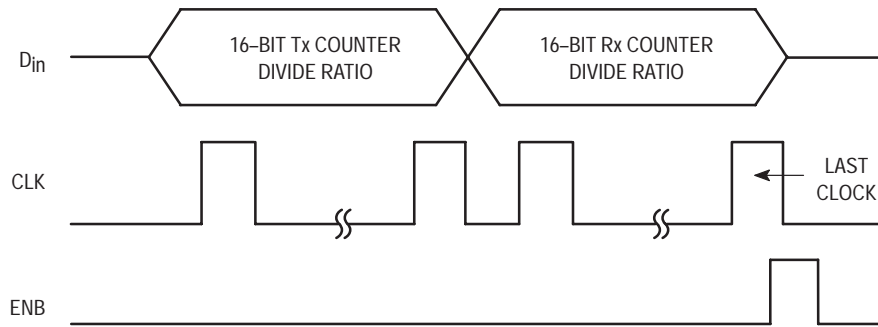 16–BIT Tx COUNTER
DIVIDE RATIO
16–BIT Rx COUNTER
DIVIDE RATIO
Din
CLK
LAST
CLOCK
ENB